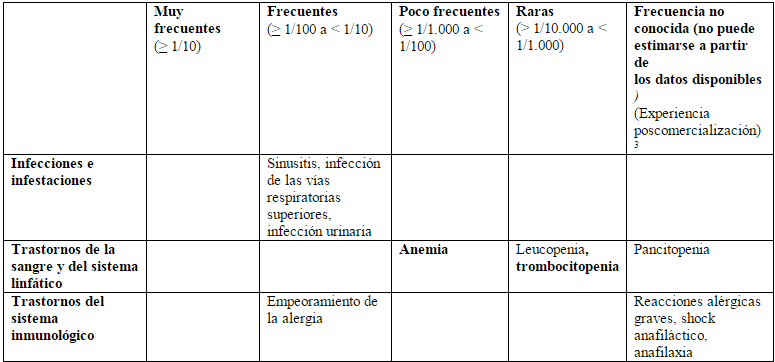 Muy
frecuentes
(≥ 1/10)
Frecuentes
(≥ 1/100 a < 1/10)
Poco frecuentes
(≥ 1/1.000 a <
1/100)
Raras
(> 1/10.000 a <
1/1.000)
Frecuencia no
conocida (no puede
estimarse a partir
de
los datos disponibles
)
(Experiencia
poscomercialización)
3
Infecciones e
infestaciones
Sinusitis, infección
de las vías
respiratorias
superiores,
infección urinaria
Trastornos de la
sangre y del sistema
linfático
Anemia
Leucopenia,
trombocitopenia
Pancitopenia
Trastornos del
sistema
inmunológico
Empeoramiento de
la alergia
Reacciones alérgicas
graves, shock
anafiláctico,
anafilaxia